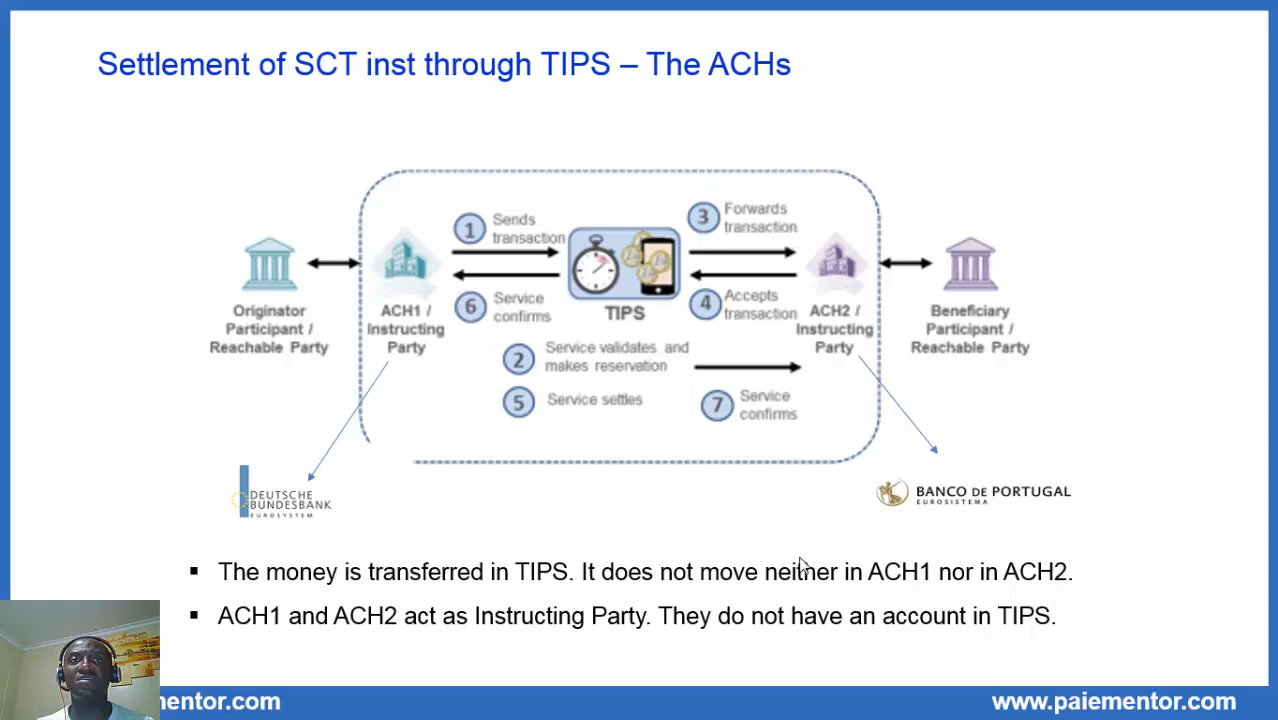 Settlement of SCT inst through TIPS – The ACHs
1
Sends
transaction
3
Forwards
transaction
6
Service
confirms
TIPS
4
Accepts
transaction
Originator
Participant /
Reachable Party
ACH1 /
Instructing
Party
ACH2 /
Instructing
Party
Beneficiary
Participant /
Reachable Party
2
Service validates and
makes reservation
5
Service settles
7
Service
confirms
DEUTSCHE
BUNDESBANK
EUROSYSTEM
BANCO DE PORTUGAL
EUROSISTEMA
▪ The money is transferred in TIPS. It does not move neither in ACH1 nor in ACH2.
▪ ACH1 and ACH2 act as Instructing Party. They do not have an account in TIPS.
mentor.com
www.paiementor.com